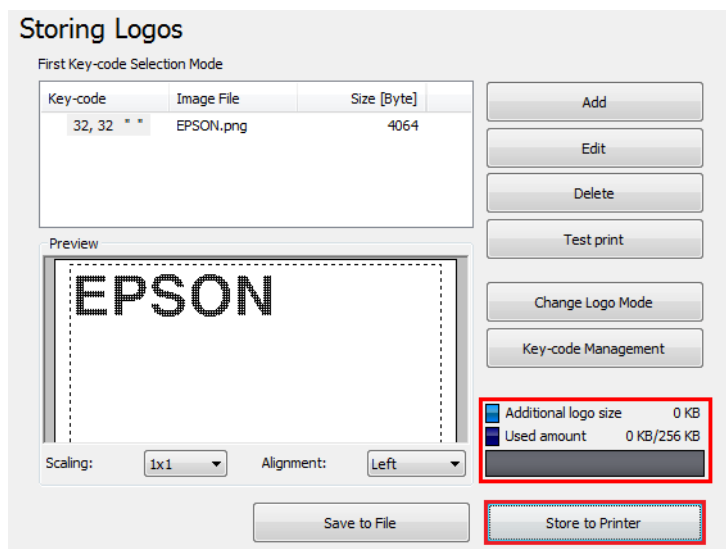 Storing Logos
First Key-code Selection Mode
Key-code Image File Size [Byte]
32, 32 " " EPSON.png 4064
Add
Edit
Delete
Test print
Preview
EPSON
Change Logo Mode
Key-code Management
Additional logo size 0 KB
Used amount 0 KB/256 KB
Scaling: 1x1 Alignment: Left
Save to File Store to Printer